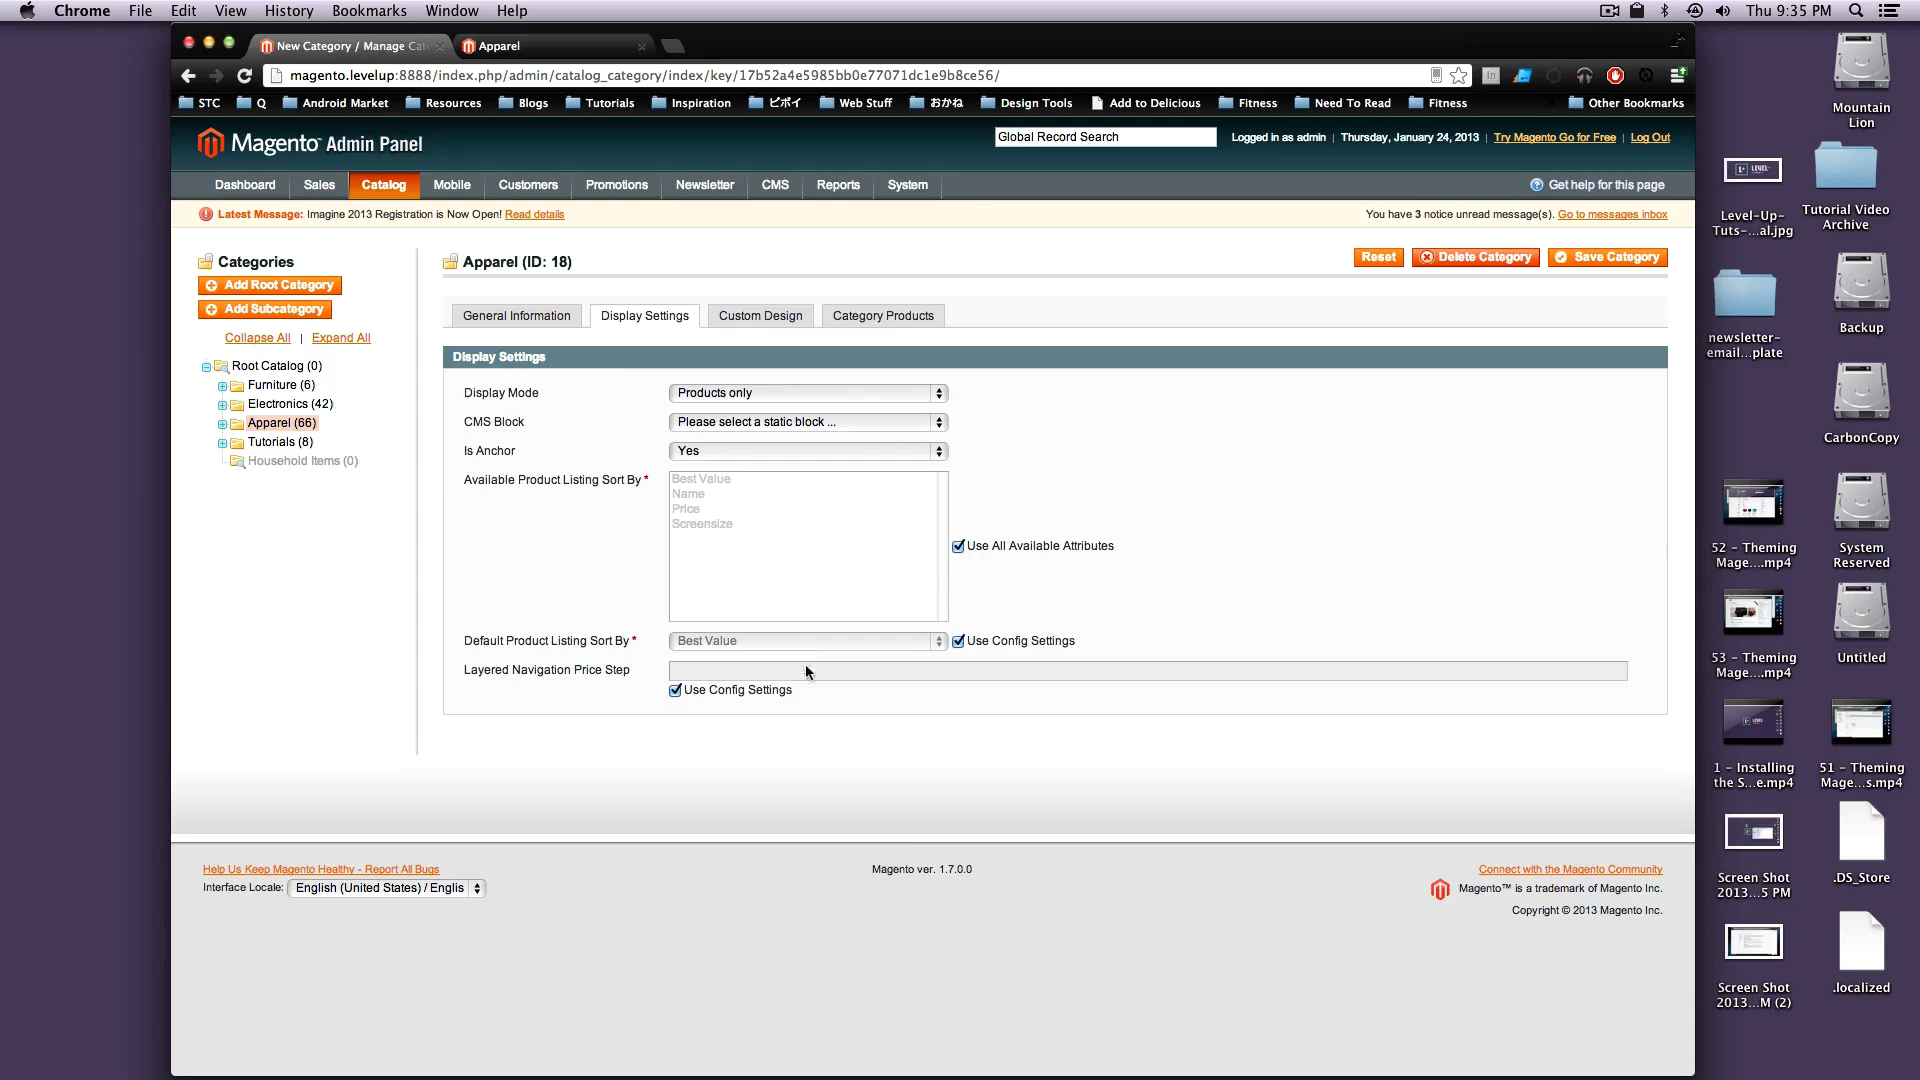 Chrome File Edit View History Bookmarks Window Help Thu 9:35 PM
New Category / Manage Cat Apparel
magento.levelup:8888/index.php/admin/catalog_category/index/key/17b52a4e5985bb0e77071dc1e9b8ce56/
STC Q Android Market Resources Blogs Tutorials Inspiration ビボイ Web Stuff おかね Design Tools Add to Delicious Fitness Need To Read Fitness Other Bookmarks
Magento™ Admin Panel
Global Record Search Logged in as admin | Thursday, January 24, 2013 | Try Magento Go for Free | Log Out
Dashboard Sales Catalog Mobile Customers Promotions Newsletter CMS Reports System Get help for this page
Latest Message: Imagine 2013 Registration is Now Open! Read details You have 3 notice unread message(s). Go to messages inbox
Categories
Add Root Category
Add Subcategory
Collapse All | Expand All
Root Catalog (0)
Furniture (6)
Electronics (42)
Apparel (66)
Tutorials (8)
Household Items (0)
Apparel (ID: 18) Reset Delete Category Save Category
General Information Display Settings Custom Design Category Products
Display Settings
Display Mode Products only
CMS Block Please select a static block ...
Is Anchor Yes
Available Product Listing Sort By *
Best Value
Name
Price
Screensize
Use All Available Attributes
Default Product Listing Sort By * Best Value Use Config Settings
Layered Navigation Price Step
Use Config Settings
Help Us Keep Magento Healthy - Report All Bugs
Interface Locale: English (United States) / Englis
Magento ver. 1.7.0.0
Connect with the Magento Community
Magento™ is a trademark of Magento Inc.
Copyright © 2013 Magento Inc.
Mountain
Lion
LEVEL
Level-Up-
Tuts-...al.jpg
Tutorial Video
Archive
newsletter-
email...plate
Backup
CarbonCopy
52 - Theming
Mage....mp4
System
Reserved
53 - Theming
Mage....mp4
Untitled
1 - Installing
the S...e.mp4
51 - Theming
Mage...s.mp4
Screen Shot
2013...5 PM
.DS_Store
Screen Shot
2013...M (2)
.localized